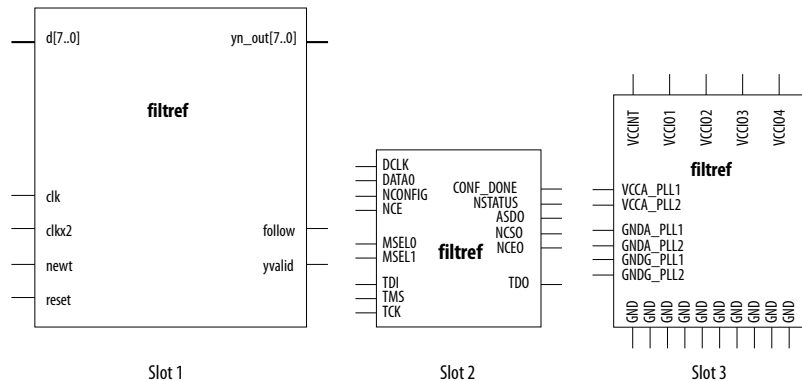 d[7..0]
yn_out[7..0]
filtref
clk
clkx2
follow
newt
yvalid
reset
Slot 1
DCLK
DATA0
NCONFIG
NCE
CONF_DONE
NSTATUS
ASDO
NCSO
NCEO
MSEL0
MSEL1
filtref
TDI
TDO
TMS
TCK
Slot 2
VCCINT
VCCIO1
VCCIO2
VCCIO3
VCCIO4
filtref
VCCA_PLL1
VCCA_PLL2
GNDA_PLL1
GNDA_PLL2
GNDG_PLL1
GNDG_PLL2
GND GND GND GND GND GND GND GND GND GND
Slot 3